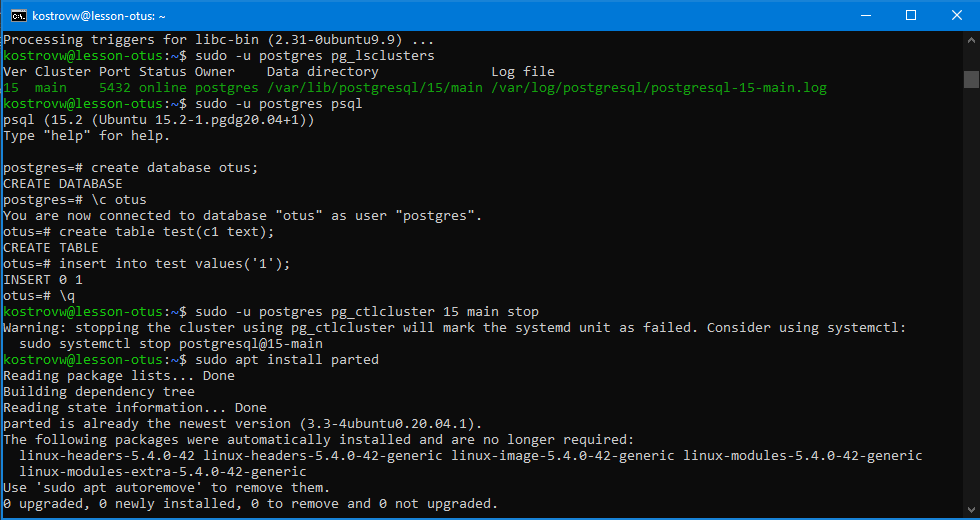 kostrovw@lesson-otus: ~
Processing triggers for libc-bin (2.31-0ubuntu9.9) ...
kostrovw@lesson-otus:~$ sudo -u postgres pg_lsclusters
Ver Cluster Port Status Owner    Data directory              Log file
15  main    5432 online postgres /var/lib/postgresql/15/main /var/log/postgresql/postgresql-15-main.log
kostrovw@lesson-otus:~$ sudo -u postgres psql
psql (15.2 (Ubuntu 15.2-1.pgdg20.04+1))
Type "help" for help.

postgres=# create database otus;
CREATE DATABASE
postgres=# \c otus
You are now connected to database "otus" as user "postgres".
otus=# create table test(c1 text);
CREATE TABLE
otus=# insert into test values('1');
INSERT 0 1
otus=# \q
kostrovw@lesson-otus:~$ sudo -u postgres pg_ctlcluster 15 main stop
Warning: stopping the cluster using pg_ctlcluster will mark the systemd unit as failed. Consider using systemctl:
  sudo systemctl stop postgresql@15-main
kostrovw@lesson-otus:~$ sudo apt install parted
Reading package lists... Done
Building dependency tree
Reading state information... Done
parted is already the newest version (3.3-4ubuntu0.20.04.1).
The following packages were automatically installed and are no longer required:
  linux-headers-5.4.0-42 linux-headers-5.4.0-42-generic linux-image-5.4.0-42-generic linux-modules-5.4.0-42-generic
  linux-modules-extra-5.4.0-42-generic
Use 'sudo apt autoremove' to remove them.
0 upgraded, 0 newly installed, 0 to remove and 0 not upgraded.